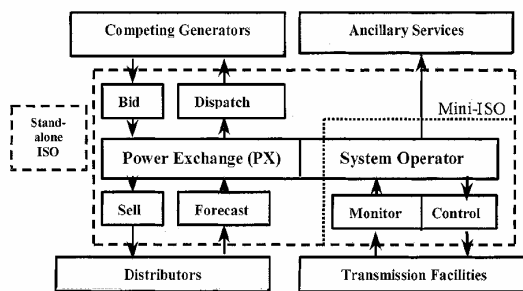 Competing Generators
Ancillary Services
Bid
Dispatch
Mini-ISO
Stand-
alone
ISO
Power Exchange (PX)
System Operator
Sell
Forecast
Monitor
Control
Distributors
Transmission Facilities